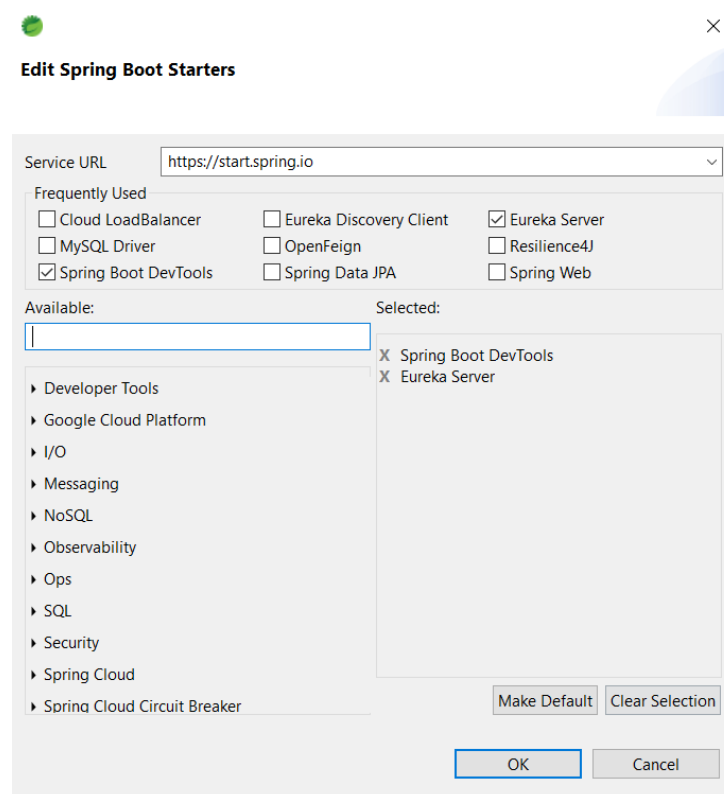 Edit Spring Boot Starters
Service URL https://start.spring.io
Frequently Used
Cloud LoadBalancer Eureka Discovery Client Eureka Server
MySQL Driver OpenFeign Resilience4J
Spring Boot DevTools Spring Data JPA Spring Web
Available: Selected:
X Spring Boot DevTools
X Eureka Server
Developer Tools
Google Cloud Platform
I/O
Messaging
NoSQL
Observability
Ops
SQL
Security
Spring Cloud
Spring Cloud Circuit Breaker
Make Default Clear Selection
OK Cancel